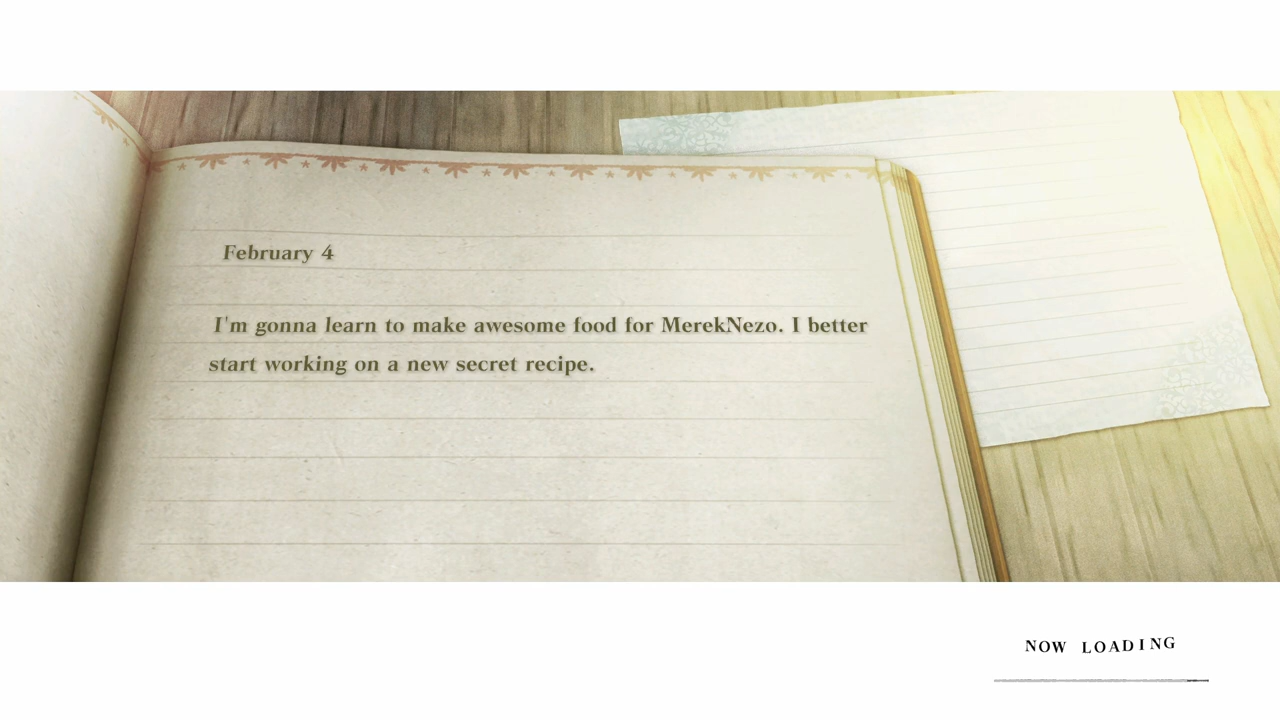 February 4
I'm gonna learn to make awesome food for MerekNezo. I better
start working on a new secret recipe.
NOW LOADING